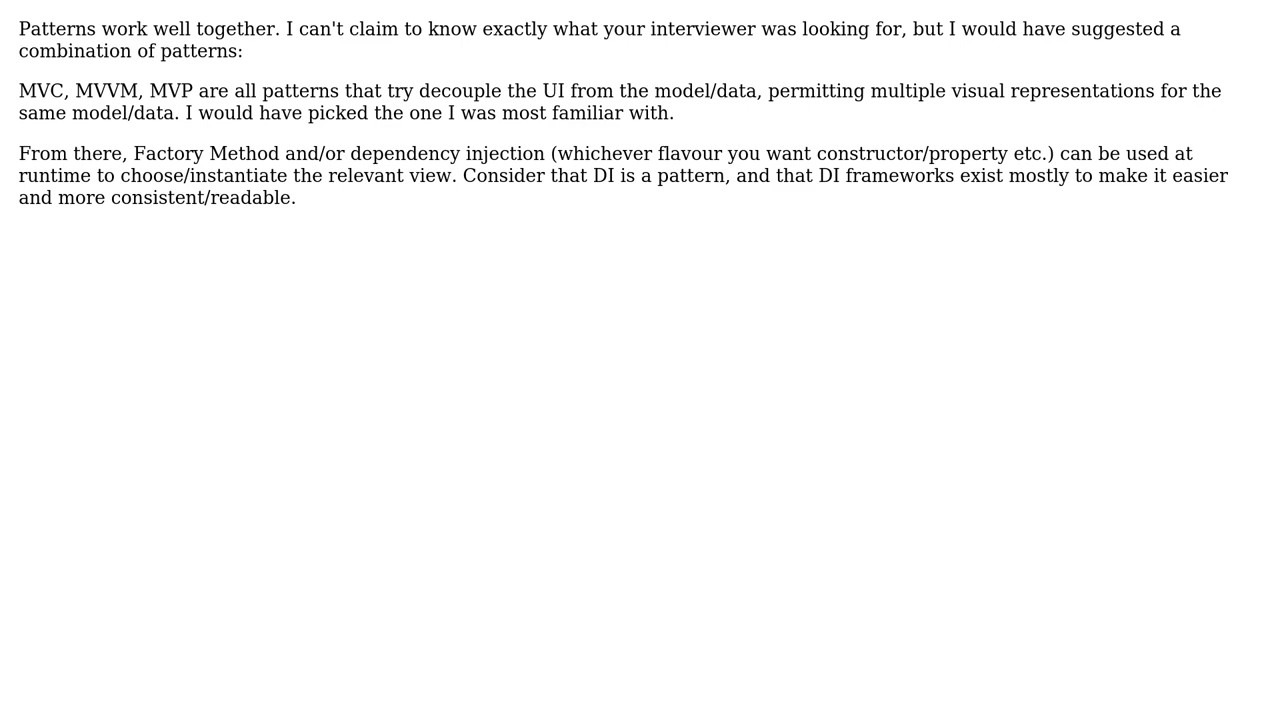 Patterns work well together. I can't claim to know exactly what your interviewer was looking for, but I would have suggested a
combination of patterns:
MVC, MVVM, MVP are all patterns that try decouple the UI from the model/data, permitting multiple visual representations for the
same model/data. I would have picked the one I was most familiar with.
From there, Factory Method and/or dependency injection (whichever flavour you want constructor/property etc.) can be used at
runtime to choose/instantiate the relevant view. Consider that DI is a pattern, and that DI frameworks exist mostly to make it easier
and more consistent/readable.